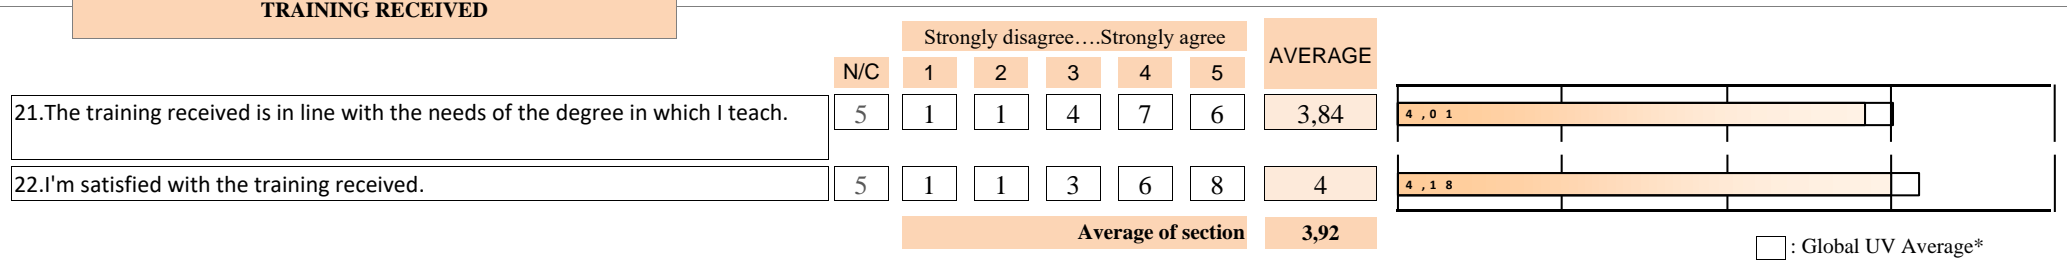 TRAINING RECEIVED
Strongly disagree….Strongly agree
AVERAGE
N/C 1 2 3 4 5
21.The training received is in line with the needs of the degree in which I teach. 5 1 1 4 7 6 3,84 4,01
22.I'm satisfied with the training received. 5 1 1 3 6 8 4 4,18
Average of section 3,92
: Global UV Average*